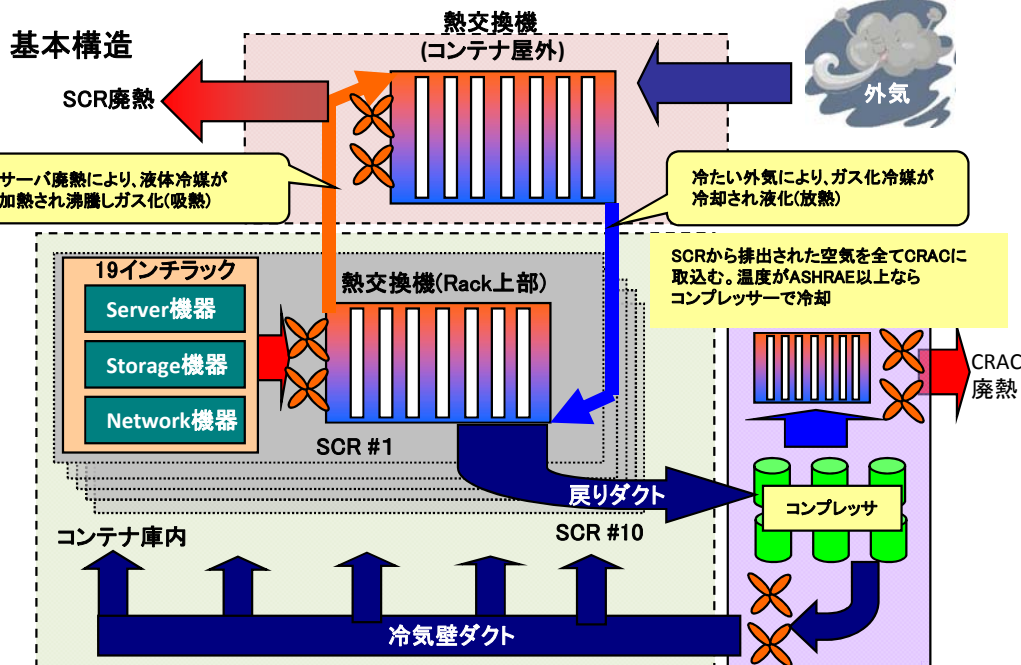 基本構造
熱交換機
(コンテナ屋外)
外気
SCR廃熱
サーバ廃熱により、液体冷媒が
加熱され沸騰しガス化(吸熱)
冷たい外気により、ガス化冷媒が
冷却され液化(放熱)
SCRから排出された空気を全てCRACに
取込む。温度がASHRAE以上なら
コンプレッサーで冷却
19インチラック
Server機器
Storage機器
Network機器
熱交換機(Rack上部)
SCR #1
CRAC
廃熱
戻りダクト
コンプレッサ
SCR #10
コンテナ庫内
冷気壁ダクト